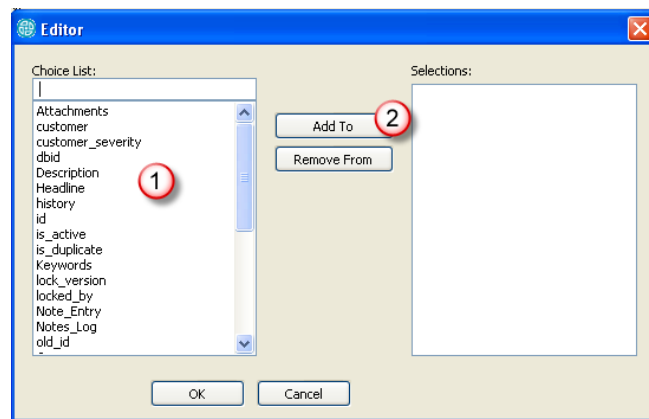 Editor
Choice List:
Selections:
Attachments
customer
customer_severity
dbid
Description
Headline
history
id
is_active
is_duplicate
Keywords
lock_version
locked_by
Note_Entry
Notes_Log
old_id
1
Add To
2
Remove From
OK
Cancel